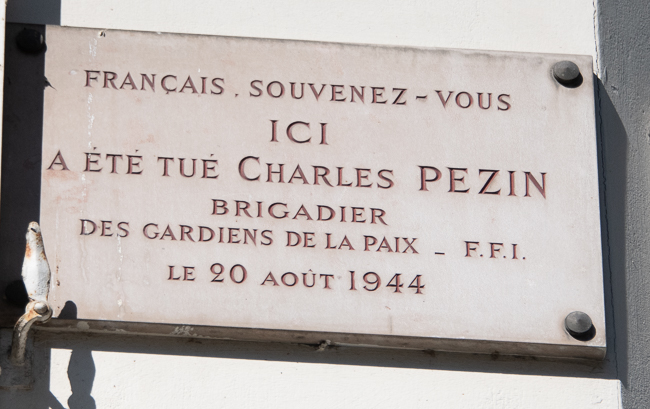 FRANÇAIS. SOUVENEZ-VOUS
ICI
A ÉTÉ TUÉ CHARLES PEZIN
BRIGADIER
DES GARDIENS DE LA PAIX - F.F.I.
LE 20 AOÛT 1944